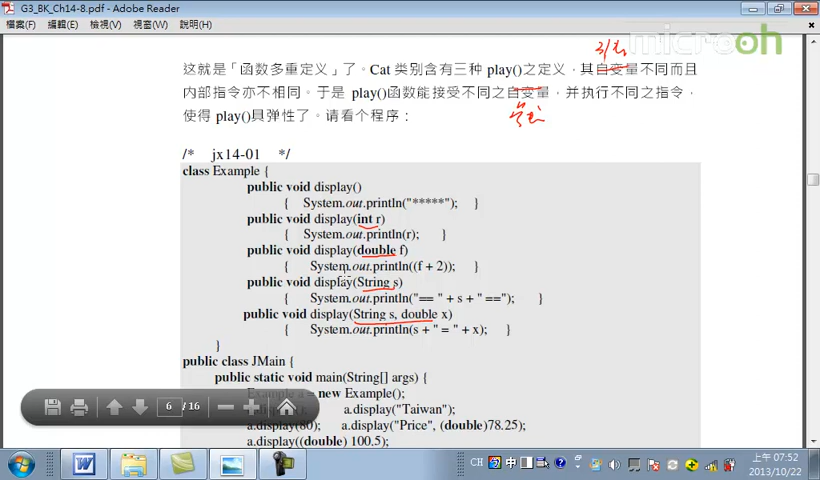 G3_BK_Ch14-8.pdf - Adobe Reader
檔案(F) 編輯(E) 檢視(V) 視窗(W) 說明(H)
microoh
这就是「函数多重定义」了。Cat 类别含有三种 play()之定义，其自变量不同而且
内部指令亦不相同。于是 play()函数能接受不同之自变量，并执行不同之指令，
使得 play()具弹性了。请看个程序：
/* jx14-01 */
class Example {
public void display()
{ System.out.println("*****"); }
public void display(int r)
{ System.out.println(r); }
public void display(double f)
{ System.out.println((f + 2)); }
public void display(String s)
{ System.out.println("== " + s + " =="); }
public void display(String s, double x)
{ System.out.println(s + " = " + x); }
}
public class JMain {
public static void main(String[] args) {
Example a = new Example();
a.display("Taiwan");
a.display(80); a.display("Price", (double)78.25);
a.display((double) 100.5);
6 / 16
CH 中
上午 07:52
2013/10/22